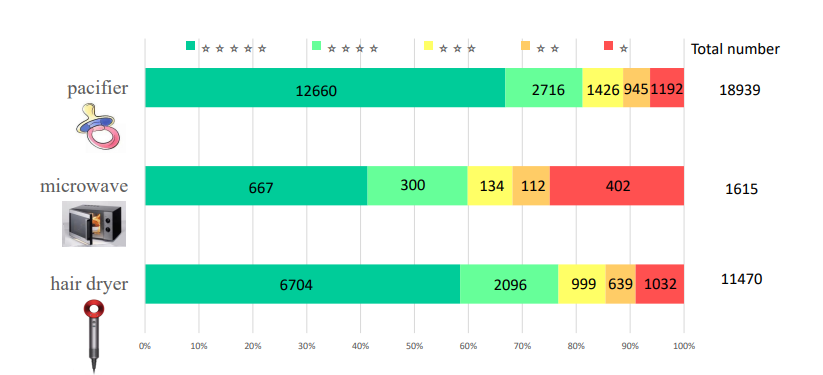 ☆ ☆ ☆ ☆ ☆ ☆ ☆ ☆ ☆ ☆ ☆ ☆ ☆ ☆ ☆ Total number
pacifier 12660 2716 1426 945 1192 18939
microwave 667 300 134 112 402 1615
hair dryer 6704 2096 999 639 1032 11470
0% 10% 20% 30% 40% 50% 60% 70% 80% 90% 100%